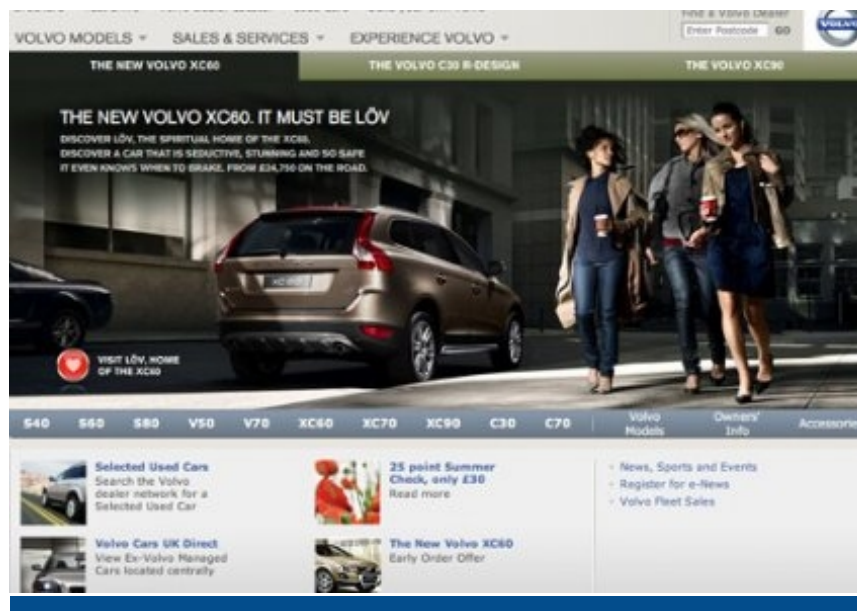 Find a Volvo Dealer
VOLVO MODELS
SALES & SERVICES
EXPERIENCE VOLVO
Enter Postcode
GO
VOLVO
THE NEW VOLVO XC60
THE VOLVO C30 R-DESIGN
THE VOLVO XC90
THE NEW VOLVO XC60. IT MUST BE LÖV
DISCOVER LÖV, THE SPIRITUAL HOME OF THE XC60.
DISCOVER A CAR THAT IS SEDUCTIVE, STUNNING AND SO SAFE
IT EVEN KNOWS WHEN TO BRAKE. FROM £24,750 ON THE ROAD.
XC60
VISIT LÖV, HOME
OF THE XC60
S40 S60 S80 V50 V70 XC60 XC70 XC90 C30 C70
Volvo
Models
Owners'
Info
Accessorie
Selected Used Cars
Search the Volvo
dealer network for a
Selected Used Car
25 point Summer
Check, only £30
Read more
News, Sports and Events
Register for e-News
Volvo Fleet Sales
Volvo Cars UK Direct
View Ex-Volvo Managed
Cars located centrally
The New Volvo XC60
Early Order Offer